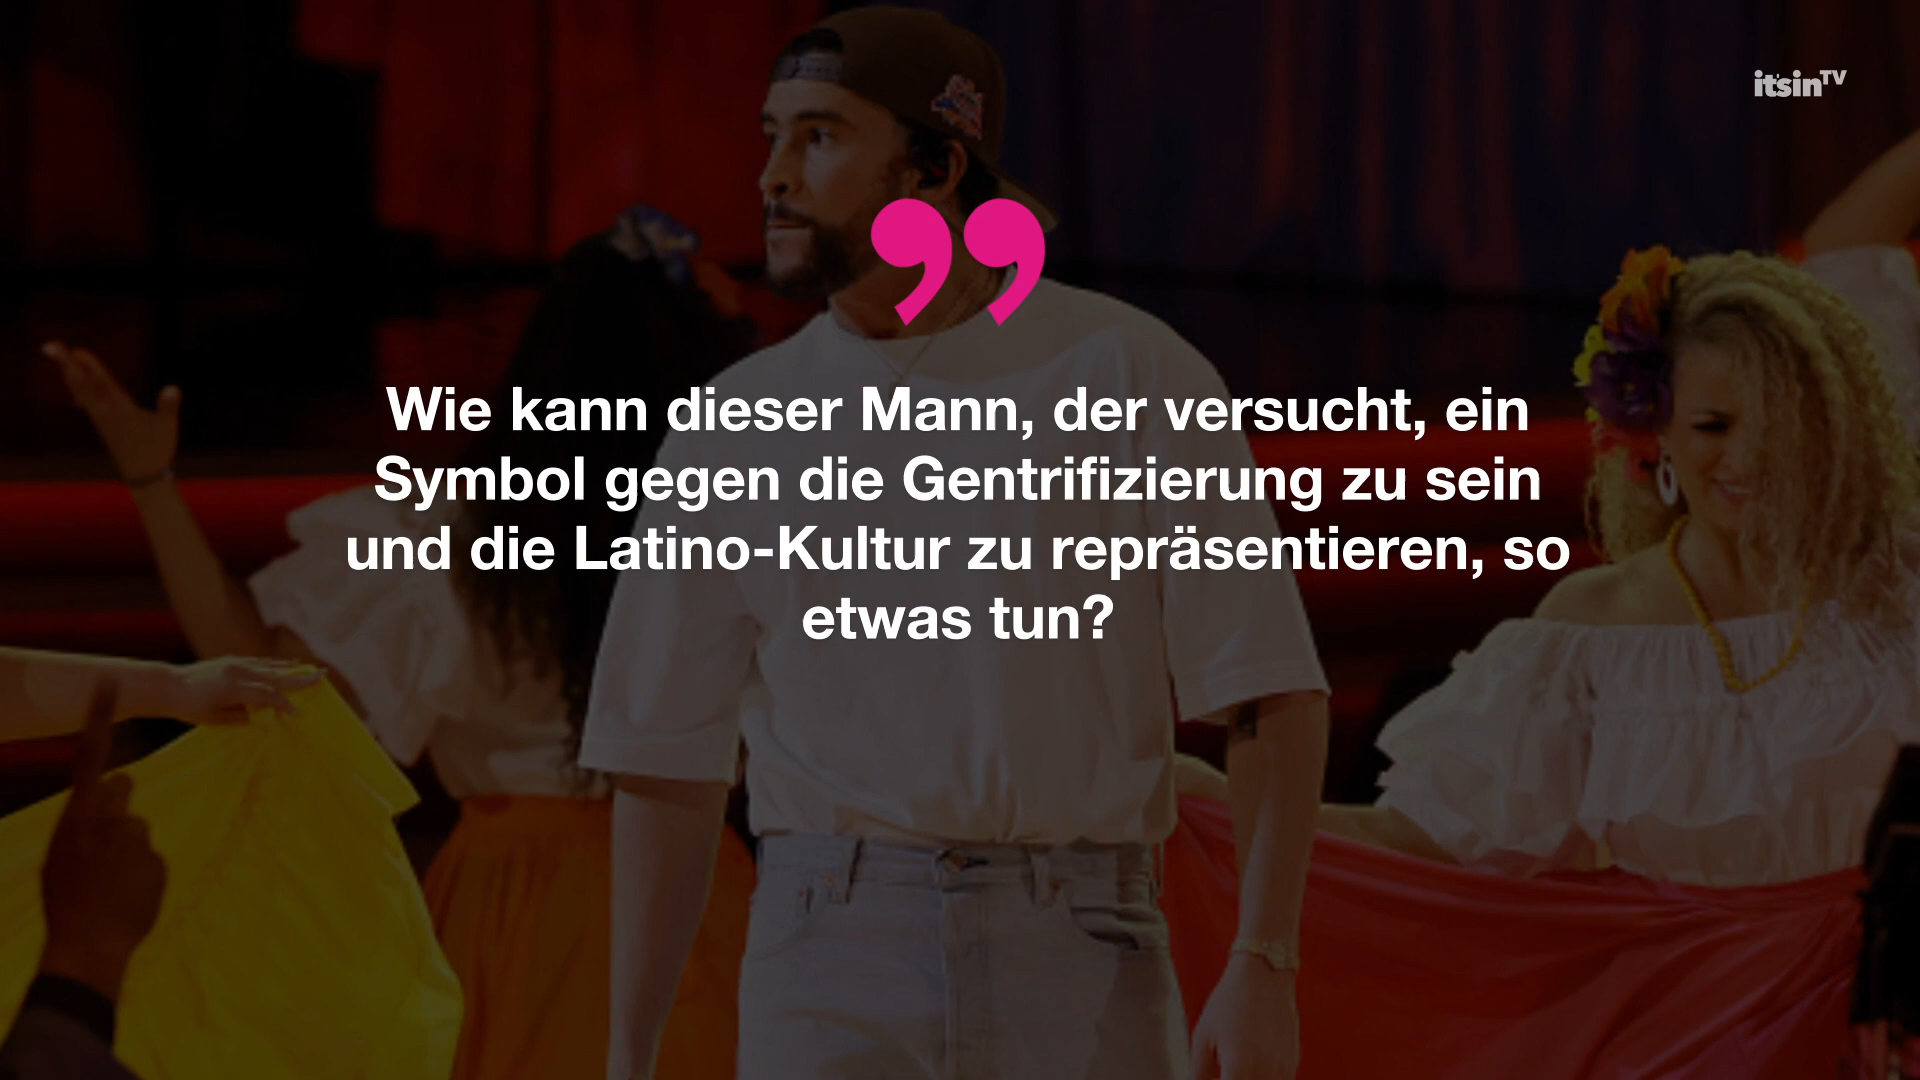 itsinTV
Wie kann dieser Mann, der versucht, ein
Symbol gegen die Gentrifizierung zu sein
und die Latino-Kultur zu repräsentieren, so
etwas tun?